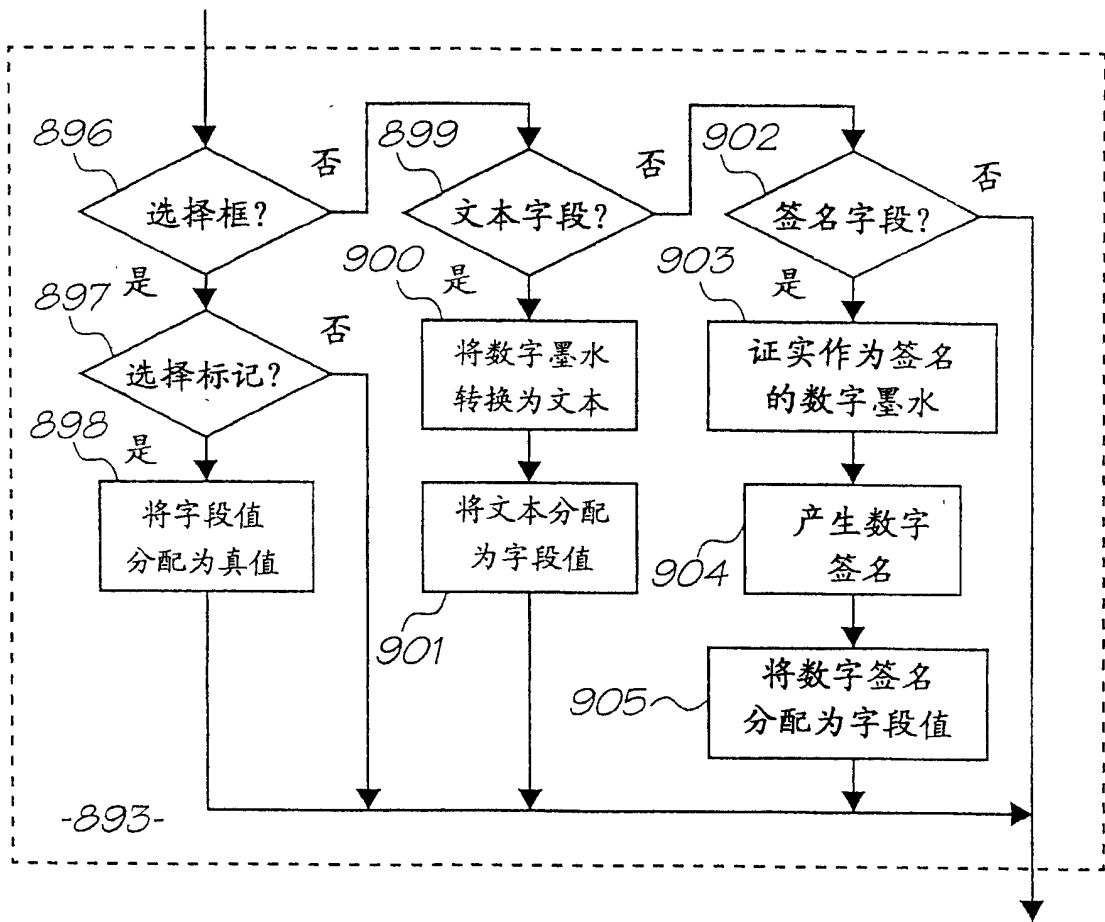 896
选择框?
否
是
897
选择标记?
否
是
898
将字段值
分配为真值
899
文本字段?
否
是
900
将数字墨水
转换为文本
将文本分配
为字段值
901
902
签名字段?
否
是
903
证实作为签名
的数字墨水
产生数字
签名
904
将数字签名
分配为字段值
905
-893-